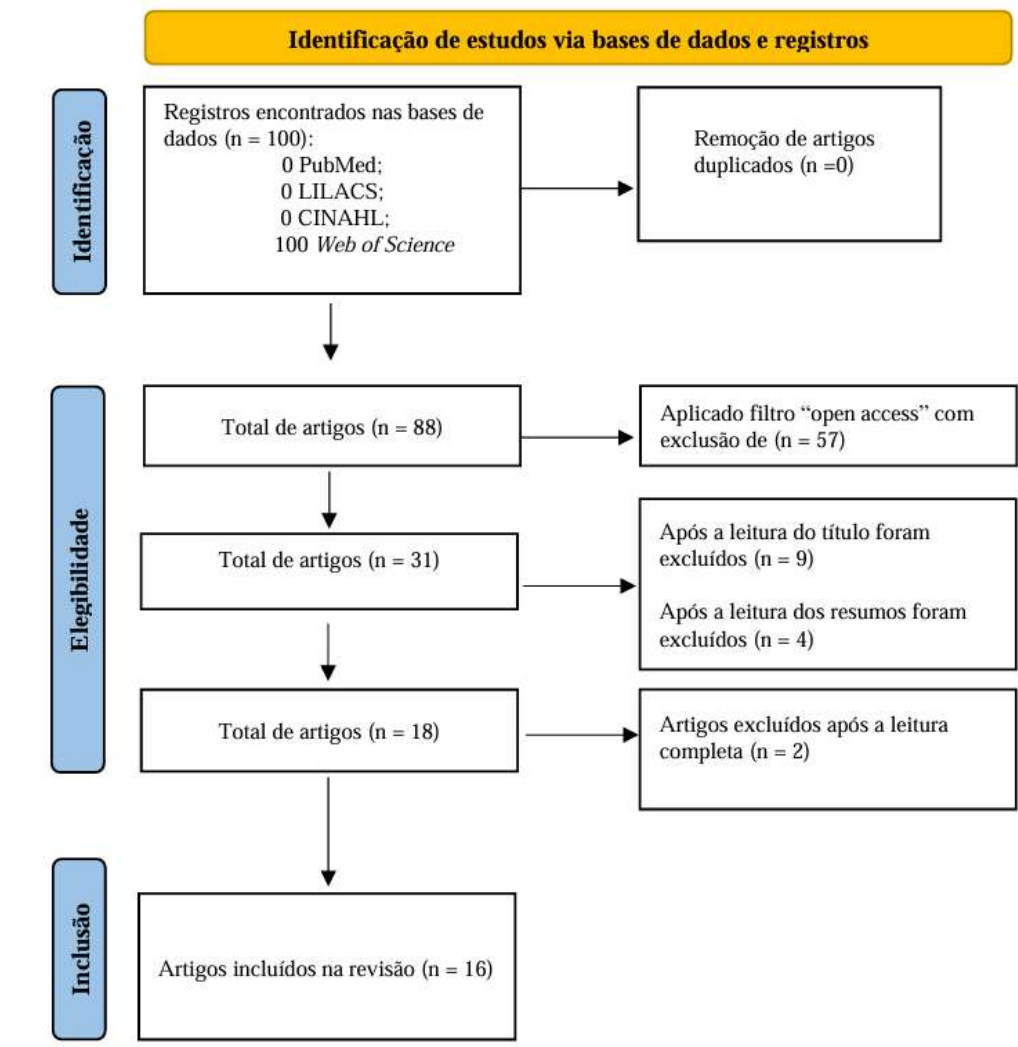 Identificação de estudos via bases de dados e registros
Identificação
Registros encontrados nas bases de
dados (n = 100):
0 PubMed;
0 LILACS;
0 CINAHL;
100 Web of Science
Remoção de artigos
duplicados (n =0)
Elegibilidade
Total de artigos (n = 88)
Aplicado filtro “open access” com
exclusão de (n = 57)
Total de artigos (n = 31)
Após a leitura do título foram
excluídos (n = 9)
Após a leitura dos resumos foram
excluídos (n = 4)
Total de artigos (n = 18)
Artigos excluídos após a leitura
completa (n = 2)
Inclusão
Artigos incluídos na revisão (n = 16)